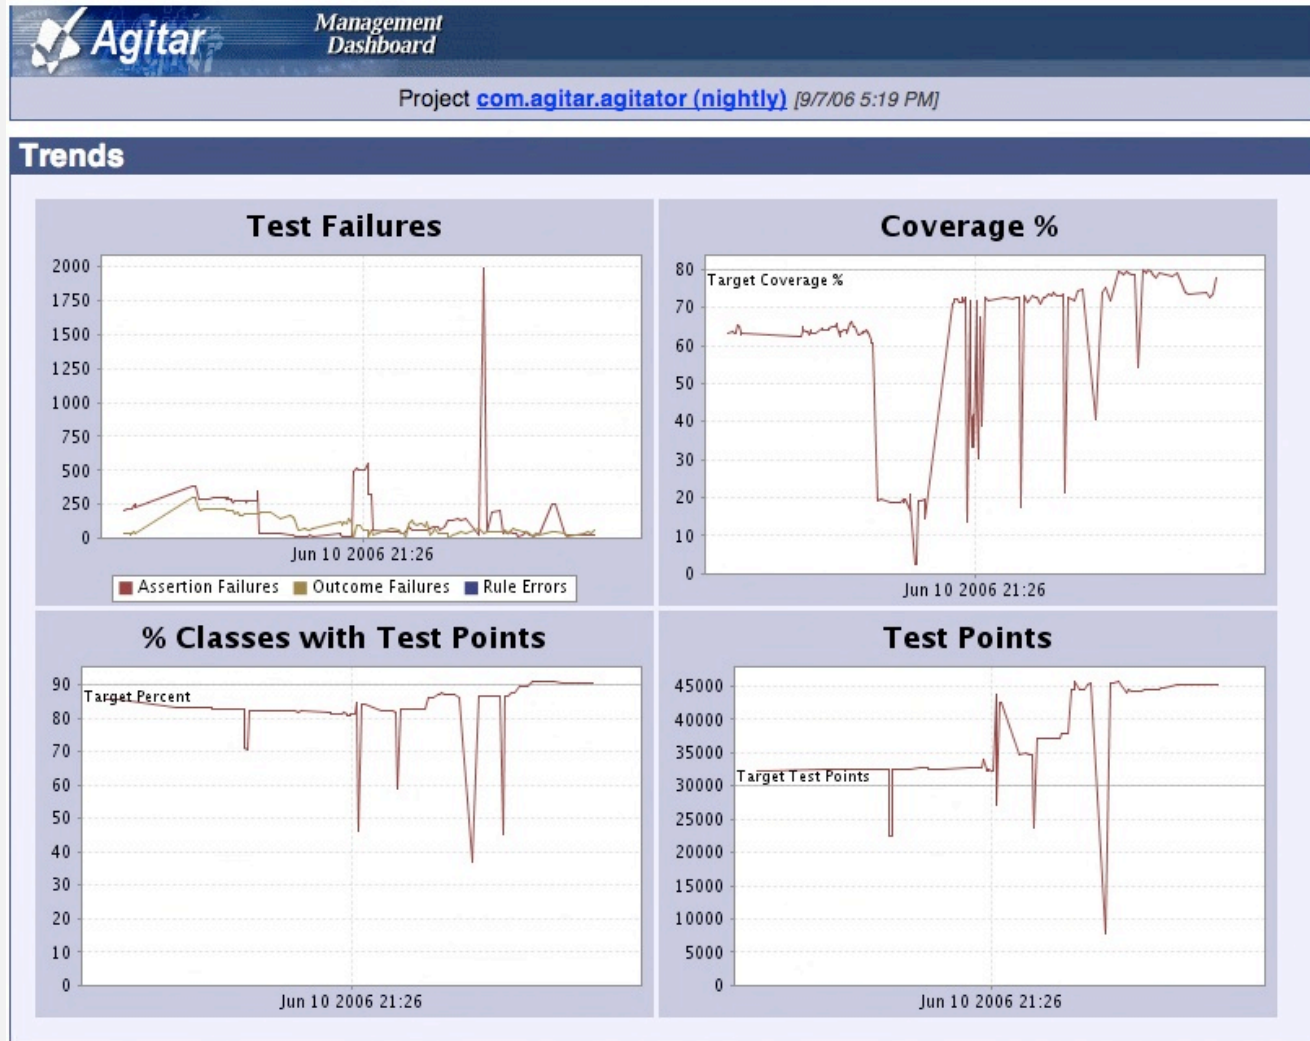 Agitar
Management
Dashboard
Project com.agitar.agitator (nightly) [9/7/06 5:19 PM]
Trends
Test Failures
2000
1750
1500
1250
1000
750
500
250
0
Jun 10 2006 21:26
Assertion Failures Outcome Failures Rule Errors
Coverage %
80
Target Coverage %
70
60
50
40
30
20
10
0
Jun 10 2006 21:26
% Classes with Test Points
90
Target Percent
80
70
60
50
40
30
20
10
0
Jun 10 2006 21:26
Test Points
45000
40000
35000
Target Test Points
30000
25000
20000
15000
10000
5000
0
Jun 10 2006 21:26